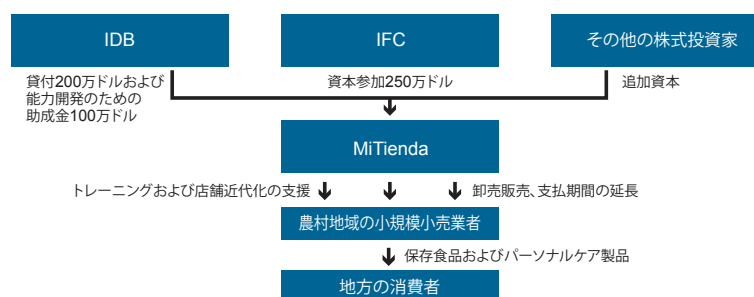 IDB
IFC
その他の株式投資家
貸付200万ドルおよび
能力開発のための
助成金100万ドル
資本参加250万ドル
追加資本
MiTienda
トレーニングおよび店舗近代化の支援
卸売販売、支払期間の延長
農村地域の小規模小売業者
保存食品およびパーソナルケア製品
地方の消費者